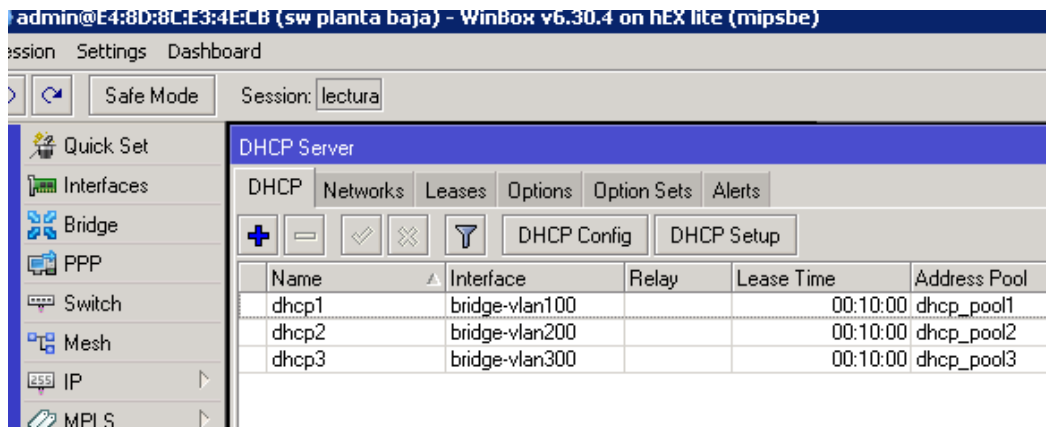 admin@E4:8D:8C:E3:4E:CB (sw planta baja) - WinBox v6.30.4 on hEX lite (mipsbe)
ession Settings Dashboard
Safe Mode Session: lectura
Quick Set
Interfaces
Bridge
PPP
Switch
Mesh
255 IP
MPLS
DHCP Server
DHCP Networks Leases Options Option Sets Alerts
DHCP Config DHCP Setup
Name Interface Relay Lease Time Address Pool
dhcp1 bridge-vlan100 00:10:00 dhcp_pool1
dhcp2 bridge-vlan200 00:10:00 dhcp_pool2
dhcp3 bridge-vlan300 00:10:00 dhcp_pool3